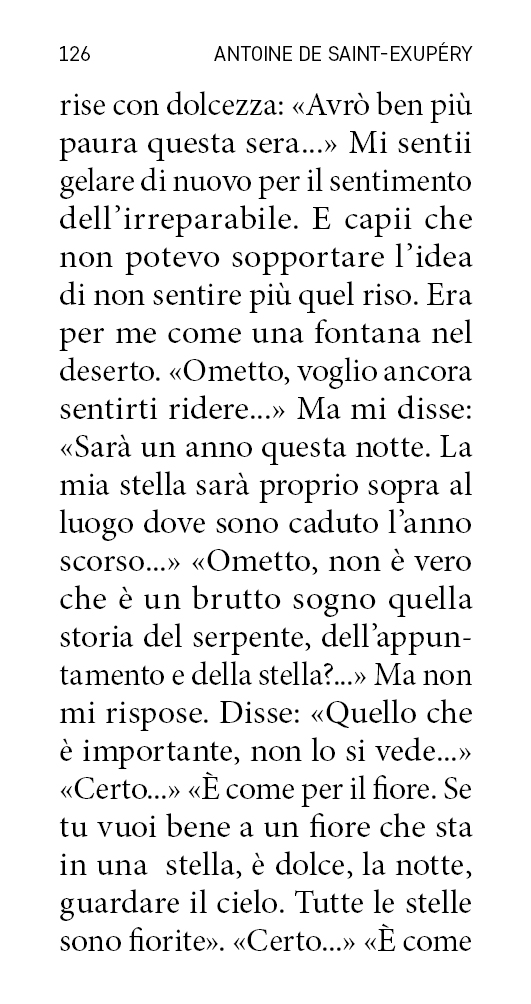 126 ANTOINE DE SAINT-EXUPÉRY
rise con dolcezza: «Avrò ben più
paura questa sera...» Mi sentii
gelare di nuovo per il sentimento
dell’irreparabile. E capii che
non potevo sopportare l’idea
di non sentire più quel riso. Era
per me come una fontana nel
deserto. «Ometto, voglio ancora
sentirti ridere...» Ma mi disse:
«Sarà un anno questa notte. La
mia stella sarà proprio sopra al
luogo dove sono caduto l’anno
scorso...» «Ometto, non è vero
che è un brutto sogno quella
storia del serpente, dell’appun-
tamento e della stella?...» Ma non
mi rispose. Disse: «Quello che
è importante, non lo si vede...»
«Certo...» «È come per il fiore. Se
tu vuoi bene a un fiore che sta
in una  stella, è dolce, la notte,
guardare il cielo. Tutte le stelle
sono fiorite». «Certo...» «È come